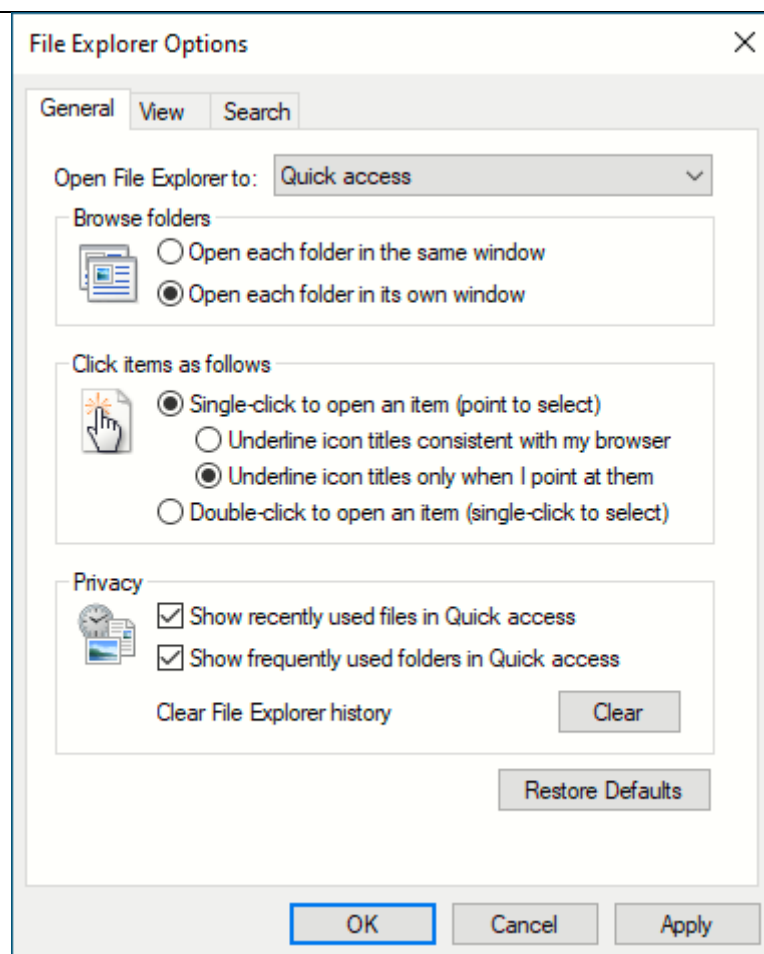 File Explorer Options
General View Search
Open File Explorer to: Quick access
Browse folders
Open each folder in the same window
Open each folder in its own window
Click items as follows
Single-click to open an item (point to select)
Underline icon titles consistent with my browser
Underline icon titles only when I point at them
Double-click to open an item (single-click to select)
Privacy
Show recently used files in Quick access
Show frequently used folders in Quick access
Clear File Explorer history Clear
Restore Defaults
OK Cancel Apply